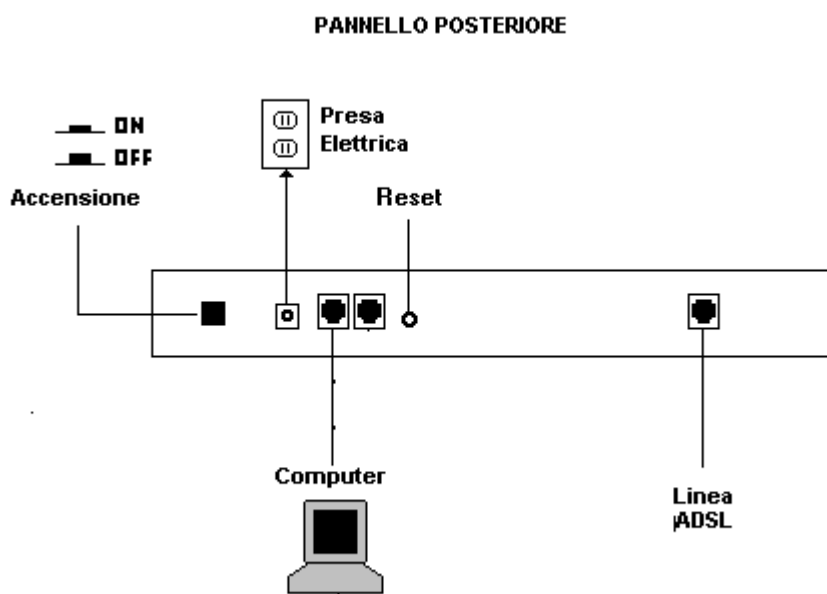 PANNELLO POSTERIORE
ON
OFF
Presa
Elettrica
Accensione
Reset
Computer
Linea
ADSL